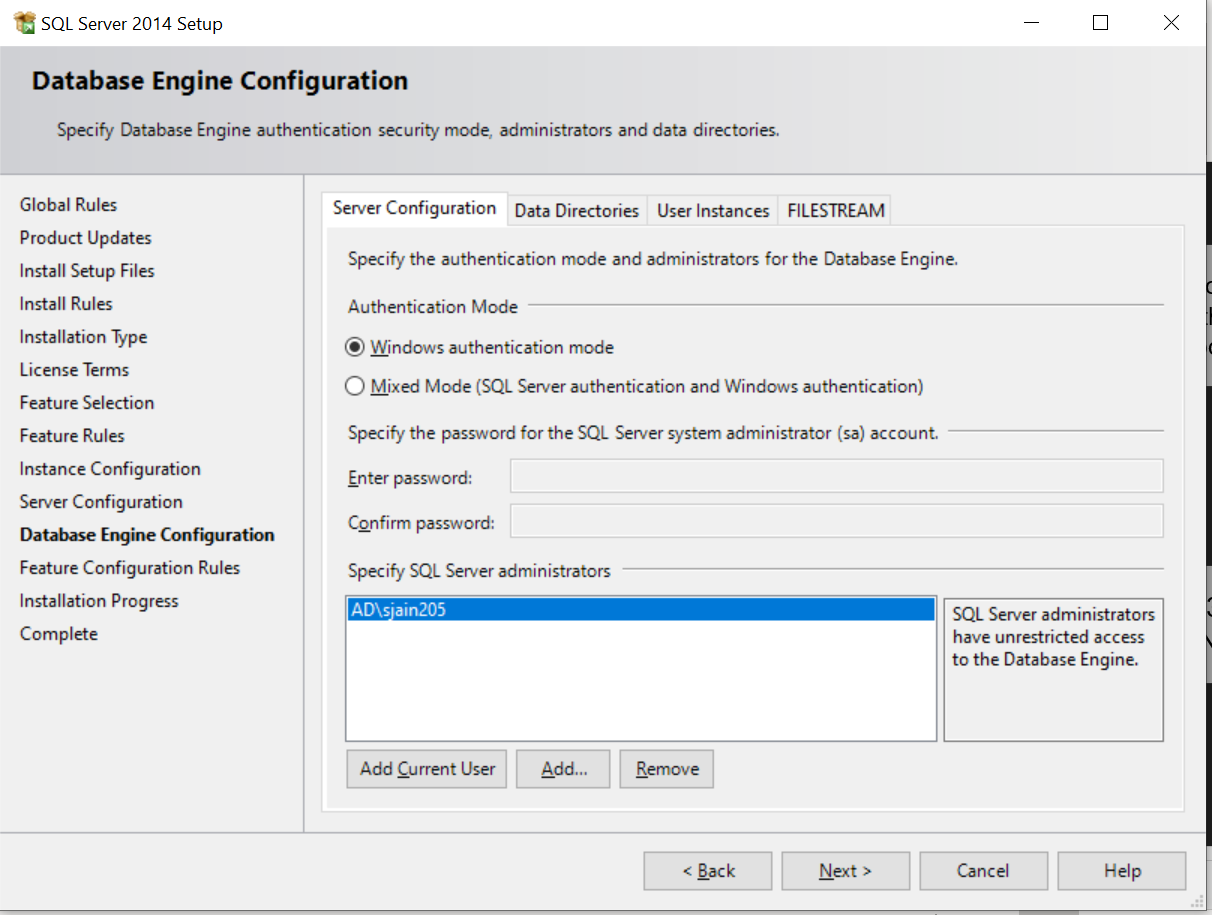 SQL Server 2014 Setup
Database Engine Configuration
Specify Database Engine authentication security mode, administrators and data directories.
Global Rules
Product Updates
Install Setup Files
Install Rules
Installation Type
License Terms
Feature Selection
Feature Rules
Instance Configuration
Server Configuration
Database Engine Configuration
Feature Configuration Rules
Installation Progress
Complete
Server Configuration Data Directories User Instances FILESTREAM
Specify the authentication mode and administrators for the Database Engine.
Authentication Mode
Windows authentication mode
Mixed Mode (SQL Server authentication and Windows authentication)
Specify the password for the SQL Server system administrator (sa) account.
Enter password:
Confirm password:
Specify SQL Server administrators
AD\sjain205
SQL Server administrators
have unrestricted access
to the Database Engine.
Add Current User Add... Remove
< Back Next > Cancel Help